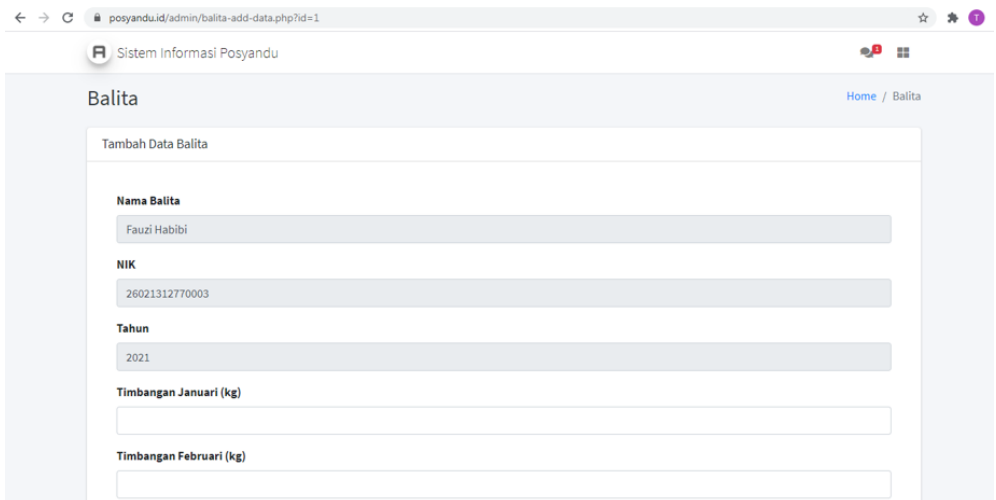 posyandu.id/admin/balita-add-data.php?id=1
T
Sistem Informasi Posyandu
1
Balita
Home / Balita
Tambah Data Balita
Nama Balita
Fauzi Habibi
NIK
26021312770003
Tahun
2021
Timbangan Januari (kg)
Timbangan Februari (kg)